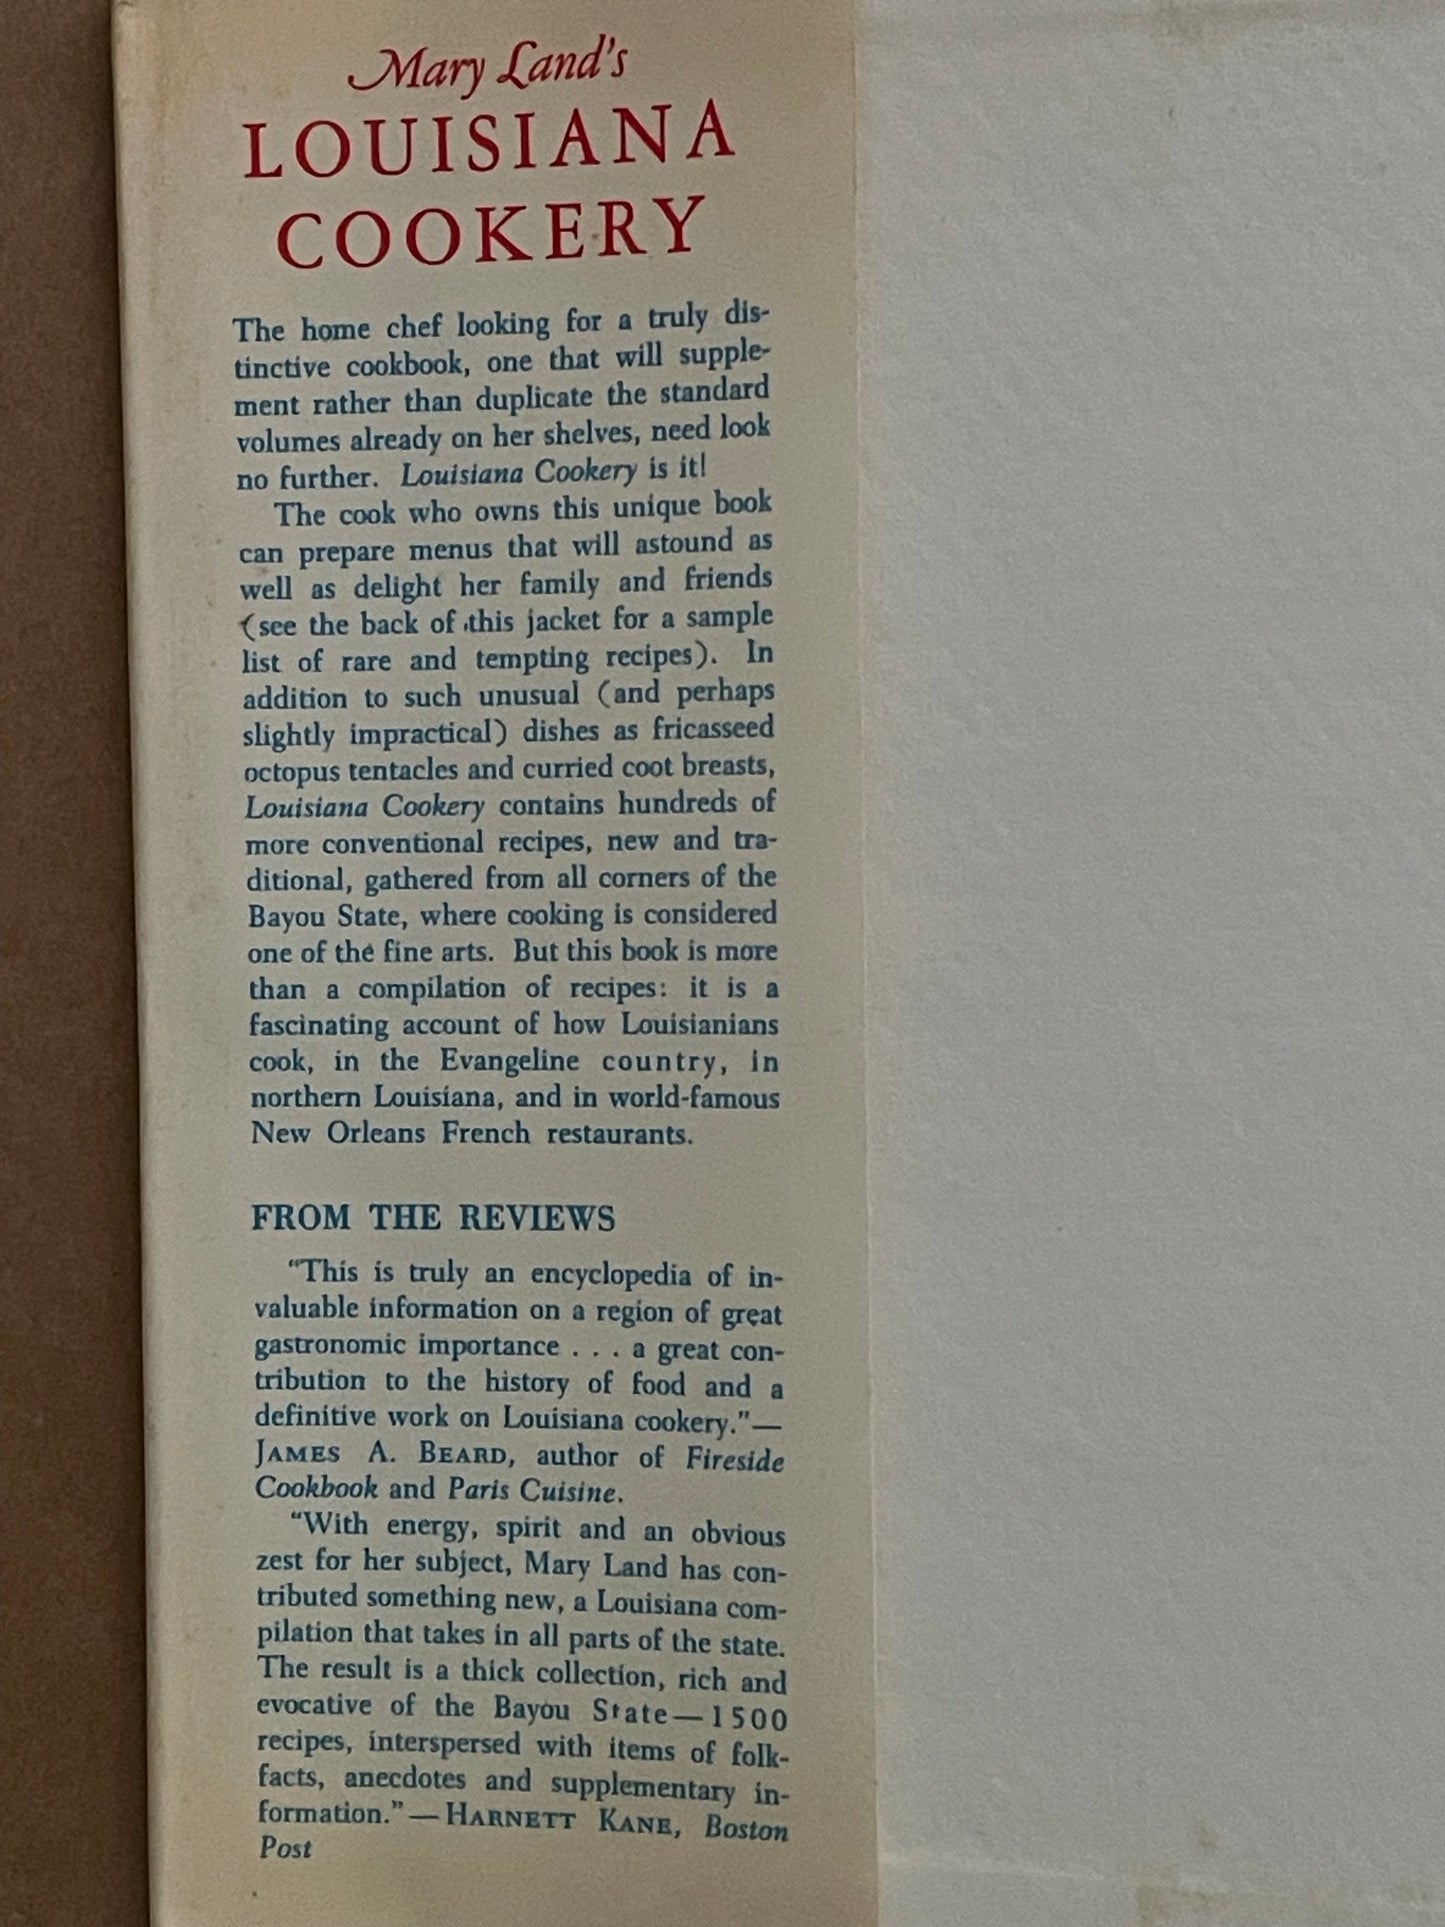 Mary Land's
LOUISIANA
COOKERY
The home chef looking for a truly dis-
tinctive cookbook, one that will supple-
ment rather than duplicate the standard
volumes already on her shelves, need look
no further. Louisiana Cookery is it!
The cook who owns this unique book
can prepare menus that will astound as
well as delight her family and friends
(see the back of this jacket for a sample
list of rare and tempting recipes). In
addition to such unusual (and perhaps
slightly impractical) dishes as fricasseed
octopus tentacles and curried coot breasts,
Louisiana Cookery contains hundreds of
more conventional recipes, new and tra-
ditional, gathered from all corners of the
Bayou State, where cooking is considered
one of the fine arts. But this book is more
than a compilation of recipes: it is a
fascinating account of how Louisianians
cook, in the Evangeline country, in
northern Louisiana, and in world-famous
New Orleans French restaurants.
FROM THE REVIEWS
"This is truly an encyclopedia of in-
valuable information on a region of great
gastronomic importance . . . a great con-
tribution to the history of food and a
definitive work on Louisiana cookery."—
JAMES A. BEARD, author of Fireside
Cookbook and Paris Cuisine.
"With energy, spirit and an obvious
zest for her subject, Mary Land has con-
tributed something new, a Louisiana com-
pilation that takes in all parts of the state.
The result is a thick collection, rich and
evocative of the Bayou State—1500
recipes, interspersed with items of folk-
facts, anecdotes and supplementary in-
formation."—HARNETT KANE, Boston
Post